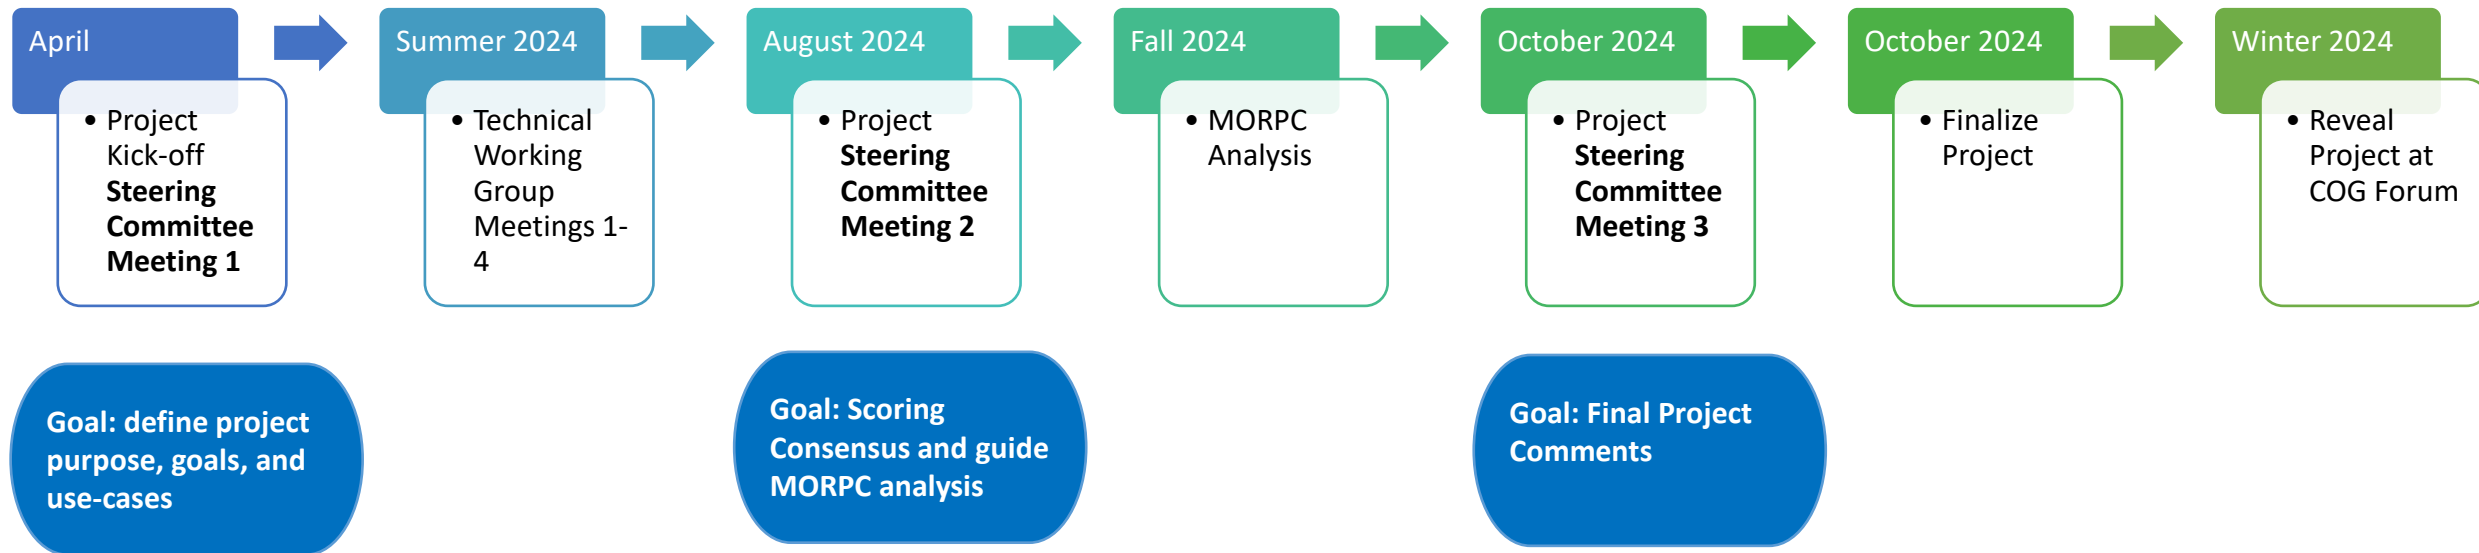 April
• Project
Kick-off
Steering
Committee
Meeting 1
Summer 2024
• Technical
Working
Group
Meetings 1-
4
August 2024
• Project
Steering
Committee
Meeting 2
Fall 2024
• MORPC
Analysis
October 2024
• Project
Steering
Committee
Meeting 3
October 2024
• Finalize
Project
Winter 2024
• Reveal
Project at
COG Forum
Goal: define project
purpose, goals, and
use-cases
Goal: Scoring
Consensus and guide
MORPC analysis
Goal: Final Project
Comments